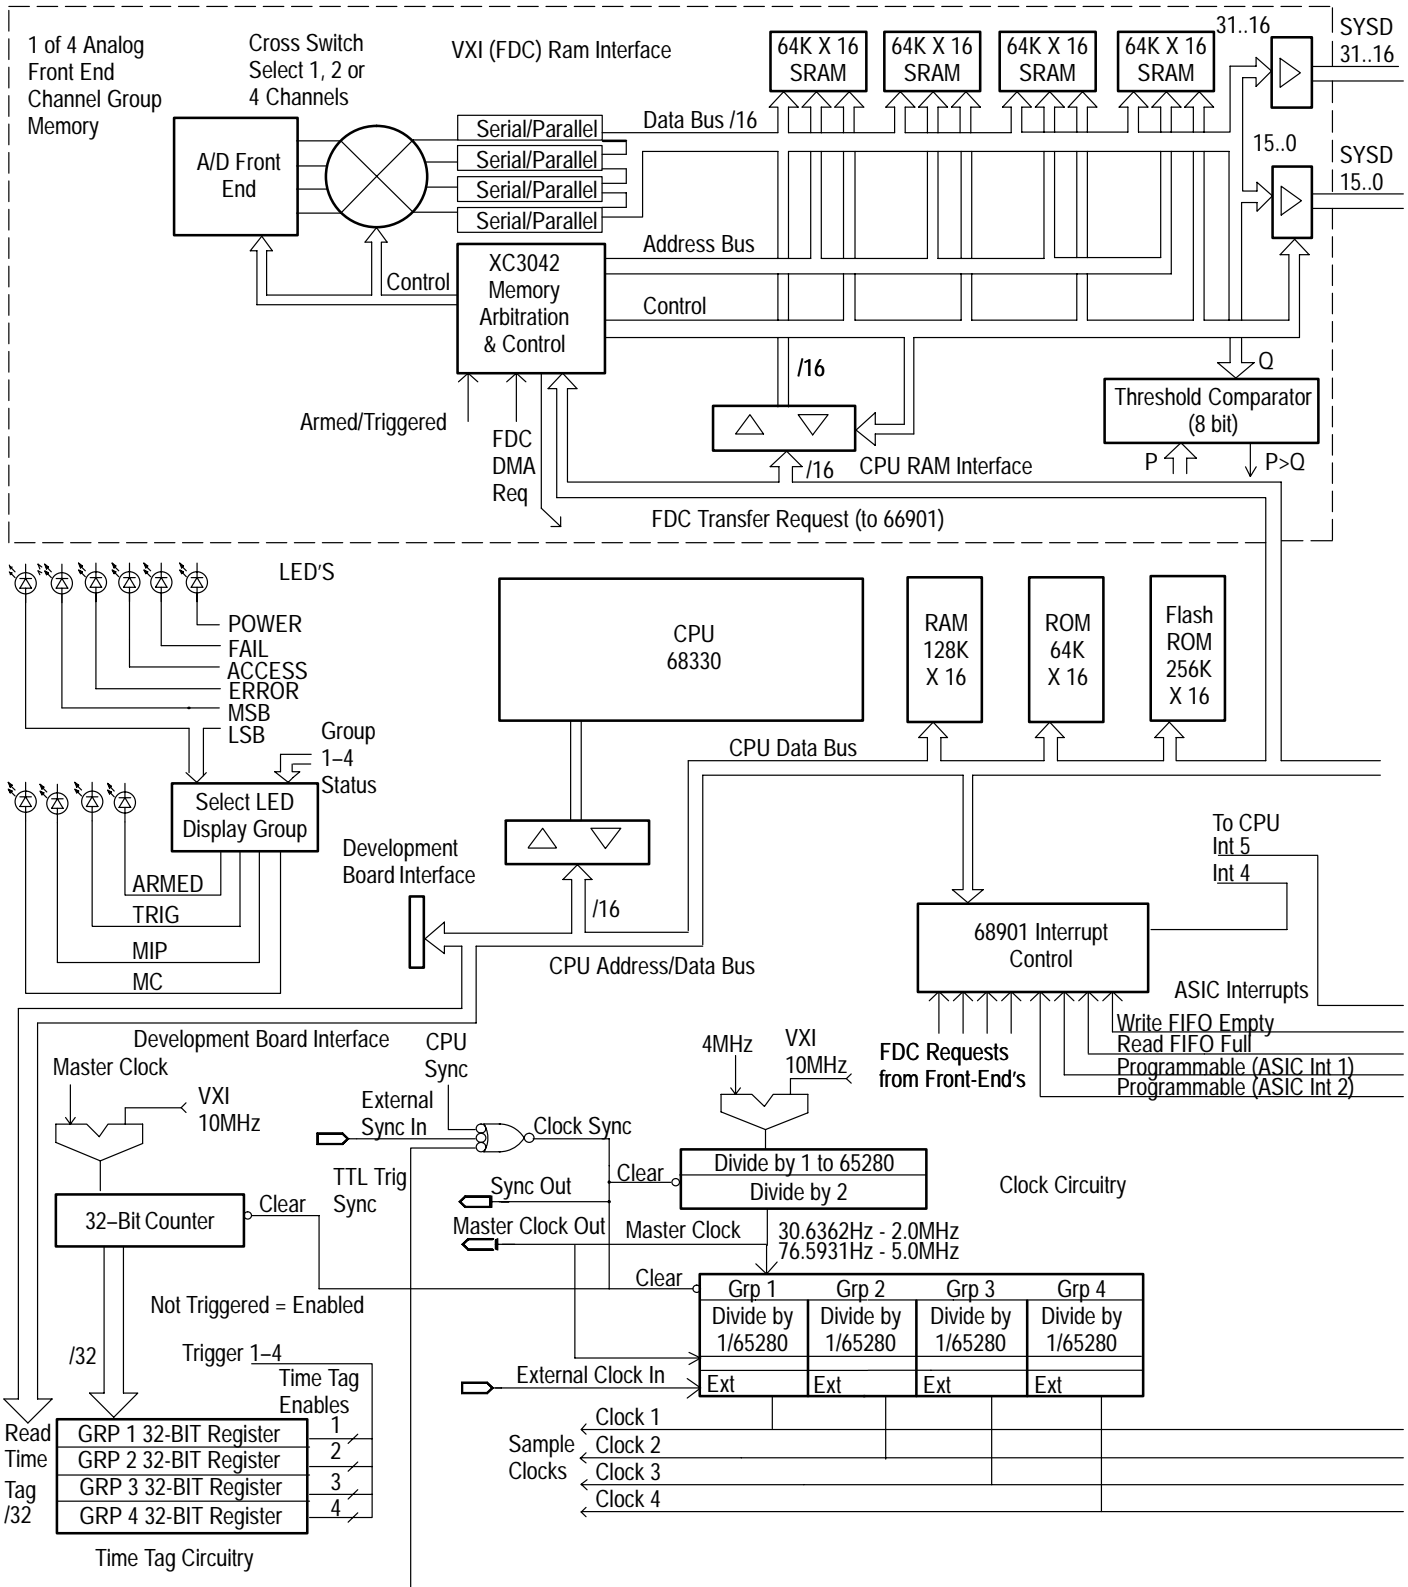 1 of 4 Analog
Front End
Channel Group
Memory
Cross Switch
Select 1, 2 or
4 Channels
VXI (FDC) Ram Interface
64K X 16
SRAM
64K X 16
SRAM
64K X 16
SRAM
64K X 16
SRAM
31..16
SYSD
31..16
A/D Front
End
Serial/Parallel
Serial/Parallel
Serial/Parallel
Serial/Parallel
Data Bus /16
15..0
SYSD
15..0
Address Bus
XC3042
Memory
Arbitration
& Control
Control
Control
/16
Q
Threshold Comparator
(8 bit)
P
P>Q
Armed/Triggered
FDC
DMA
Req
/16
CPU RAM Interface
FDC Transfer Request (to 66901)
LED'S
POWER
FAIL
ACCESS
ERROR
MSB
LSB
Group
1–4
Status
Select LED
Display Group
ARMED
TRIG
MIP
MC
CPU
68330
RAM
128K
X 16
ROM
64K
X 16
Flash
ROM
256K
X 16
CPU Data Bus
Development
Board Interface
/16
CPU Address/Data Bus
To CPU
Int 5
Int 4
68901 Interrupt
Control
ASIC Interrupts
Write FIFO Empty
Read FIFO Full
Programmable (ASIC Int 1)
Programmable (ASIC Int 2)
FDC Requests
from Front-End's
Development Board Interface
Master Clock
VXI
10MHz
CPU
Sync
External
Sync In
Clock Sync
TTL Trig
Sync
4MHz
VXI
10MHz
Divide by 1 to 65280
Divide by 2
Clear
Clock Circuitry
Sync Out
Master Clock Out
Master Clock
30.6362Hz - 2.0MHz
76.5931Hz - 5.0MHz
32–Bit Counter
Clear
Clear
Grp 1
Grp 2
Grp 3
Grp 4
Divide by
1/65280
Divide by
1/65280
Divide by
1/65280
Divide by
1/65280
Ext
Ext
Ext
Ext
External Clock In
Not Triggered = Enabled
/32
Trigger 1–4
Time Tag
Enables
Read
Time
Tag
/32
GRP 1 32-BIT Register
GRP 2 32-BIT Register
GRP 3 32-BIT Register
GRP 4 32-BIT Register
1
2
3
4
Time Tag Circuitry
Sample
Clocks
Clock 1
Clock 2
Clock 3
Clock 4